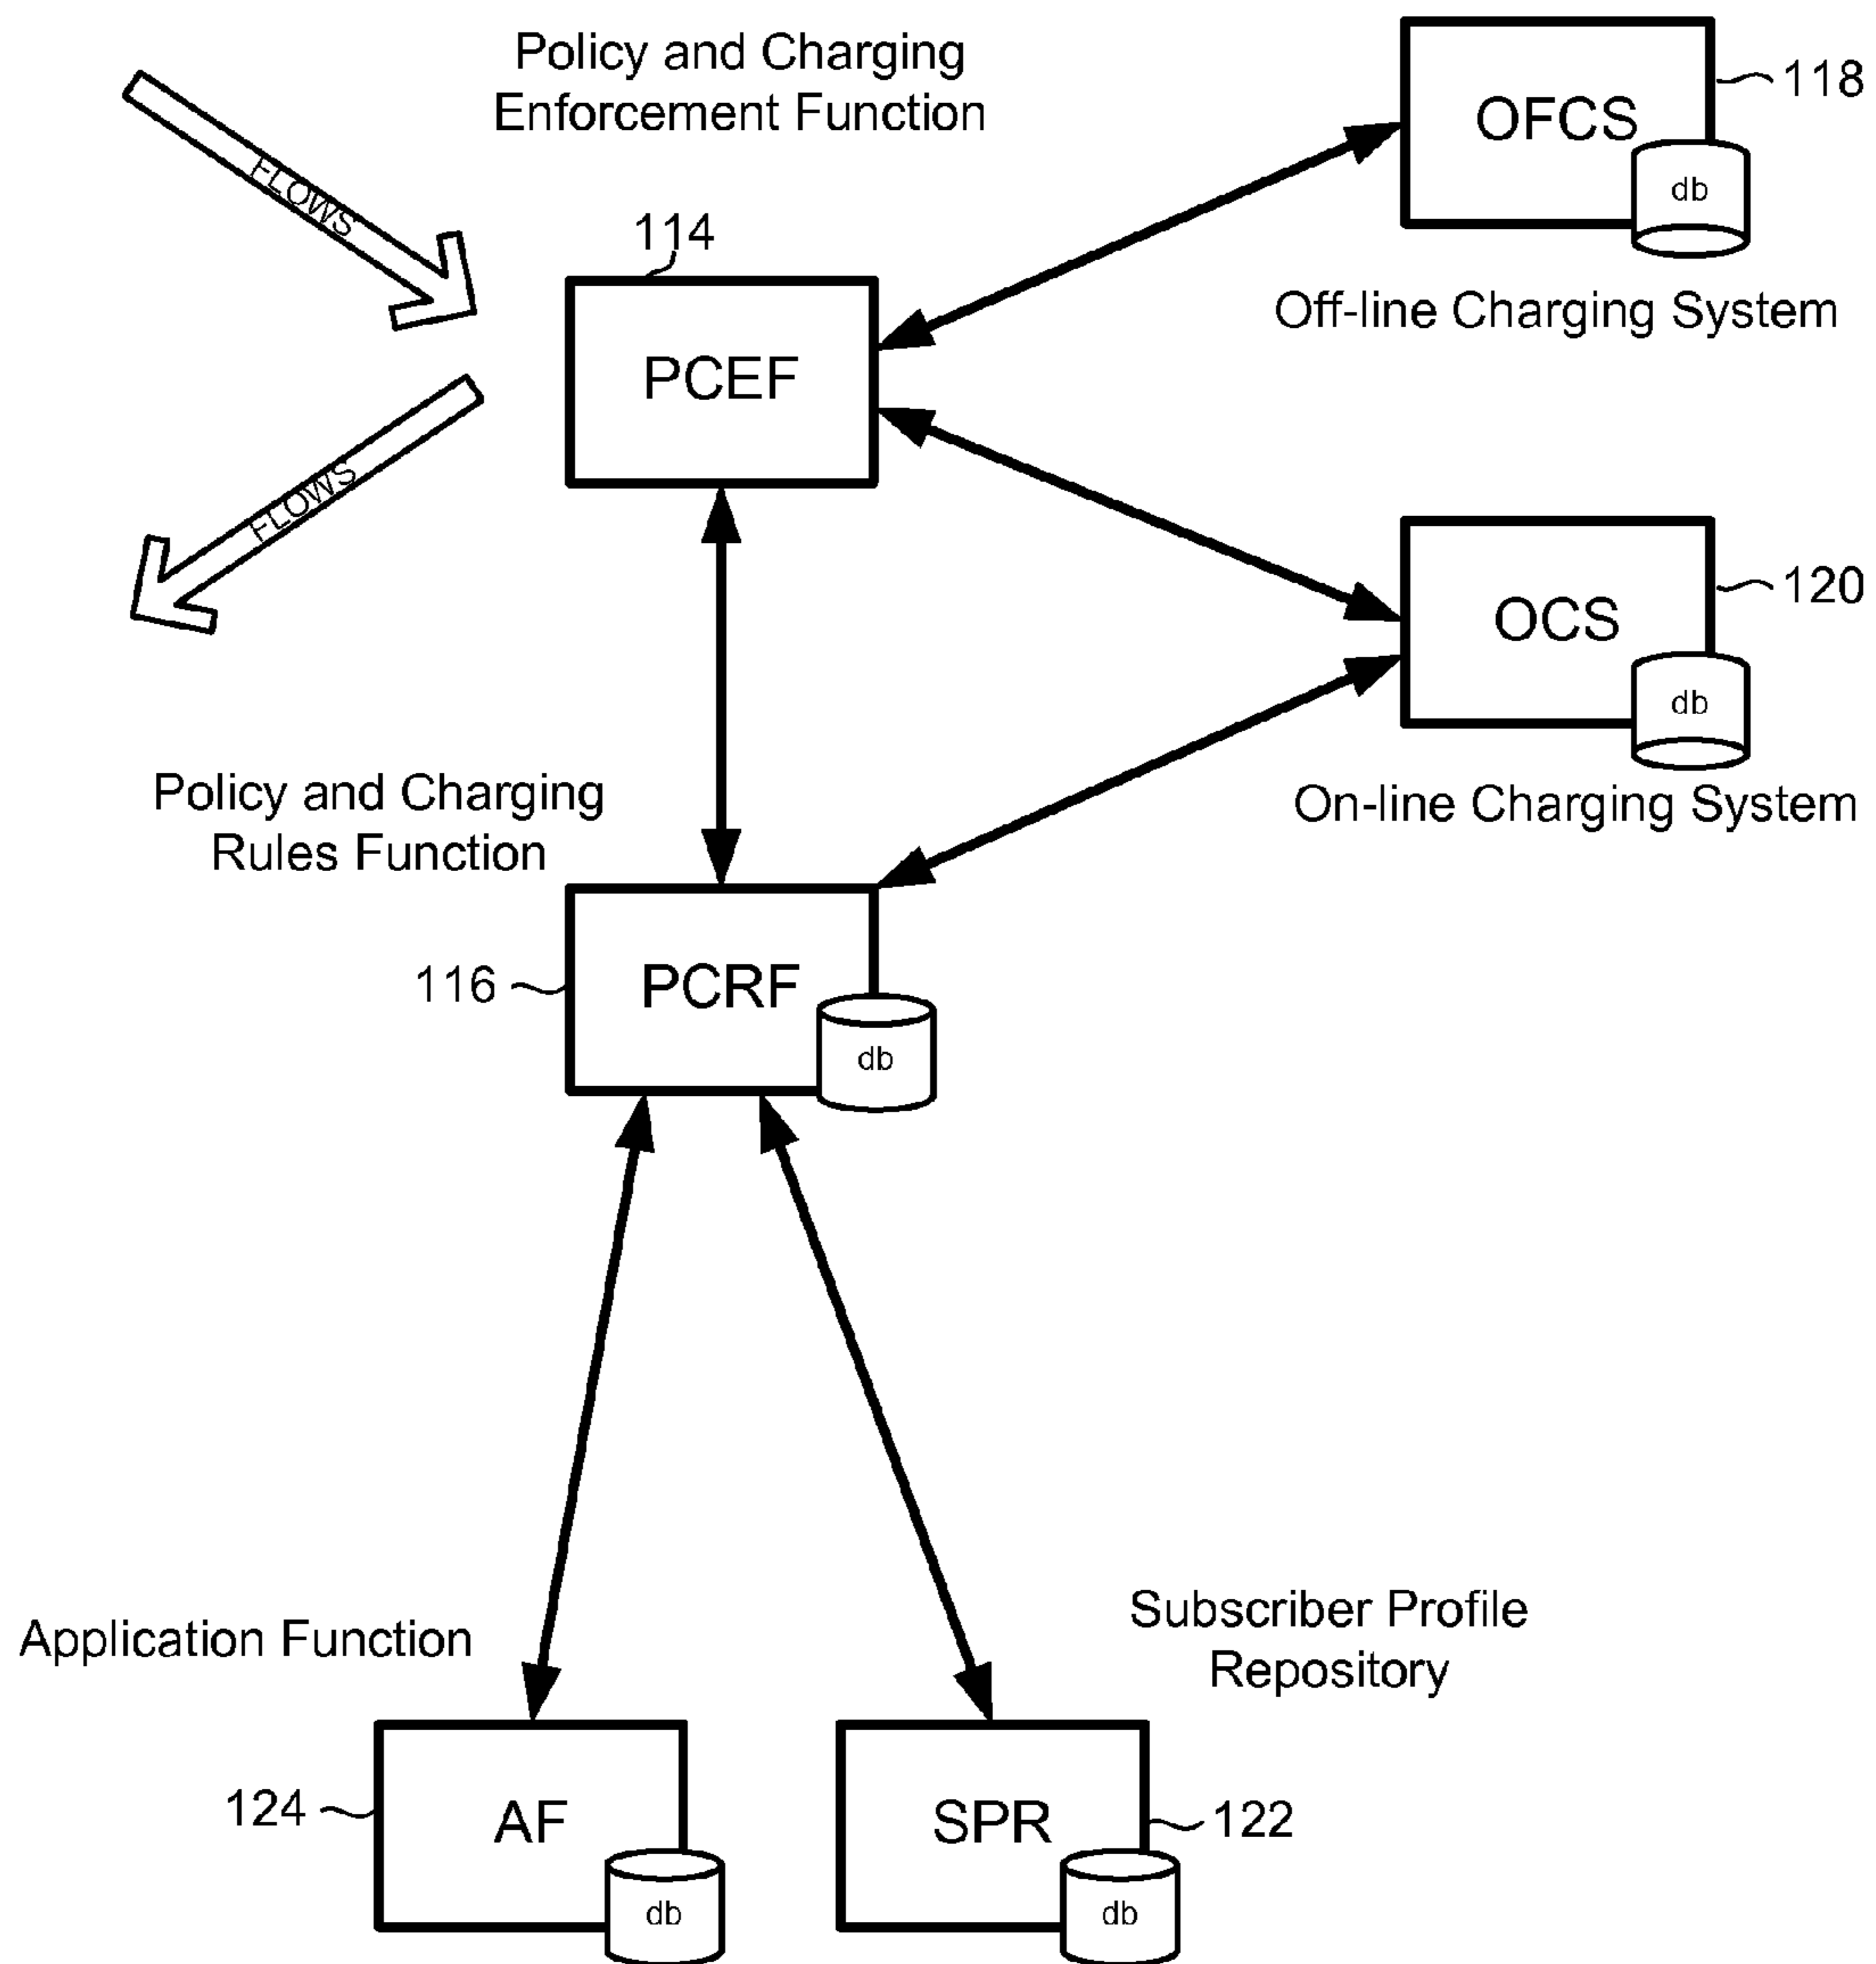 Policy and Charging
Enforcement Function
118
OFCS
db
FLOWS
114
Off-line Charging System
PCEF
FLOWS
120
OCS
db
On-line Charging System
Policy and Charging
Rules Function
116
PCRF
db
Application Function
Subscriber Profile
Repository
124
AF
db
SPR
122
db